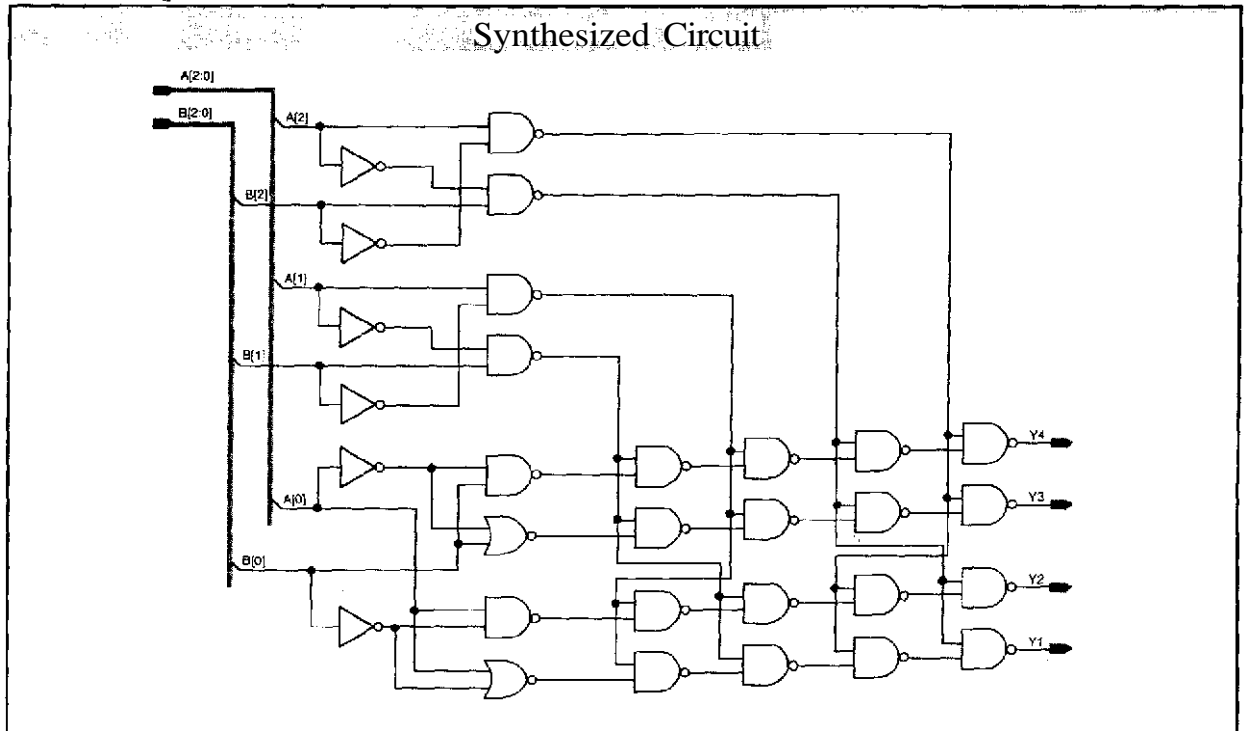 Synthesized Circuit
A[2:0]
B[2:0]
A[2]
B[2]
A[1]
B[1]
A[0]
B[0]
Y4
Y3
Y2
Y1